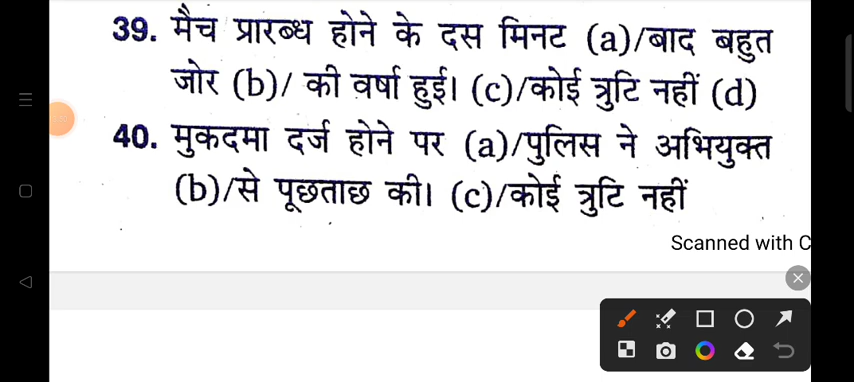 39. मैच प्रारब्ध होने के दस मिनट (a)/बाद बहुत
जोर (b)/ की वर्षा हुई। (c)/कोई त्रुटि नहीं (d)
40. मुकदमा दर्ज होने पर (a)/पुलिस ने अभियुक्त
(b)/से पूछताछ की। (c)/कोई त्रुटि नहीं
Scanned with C